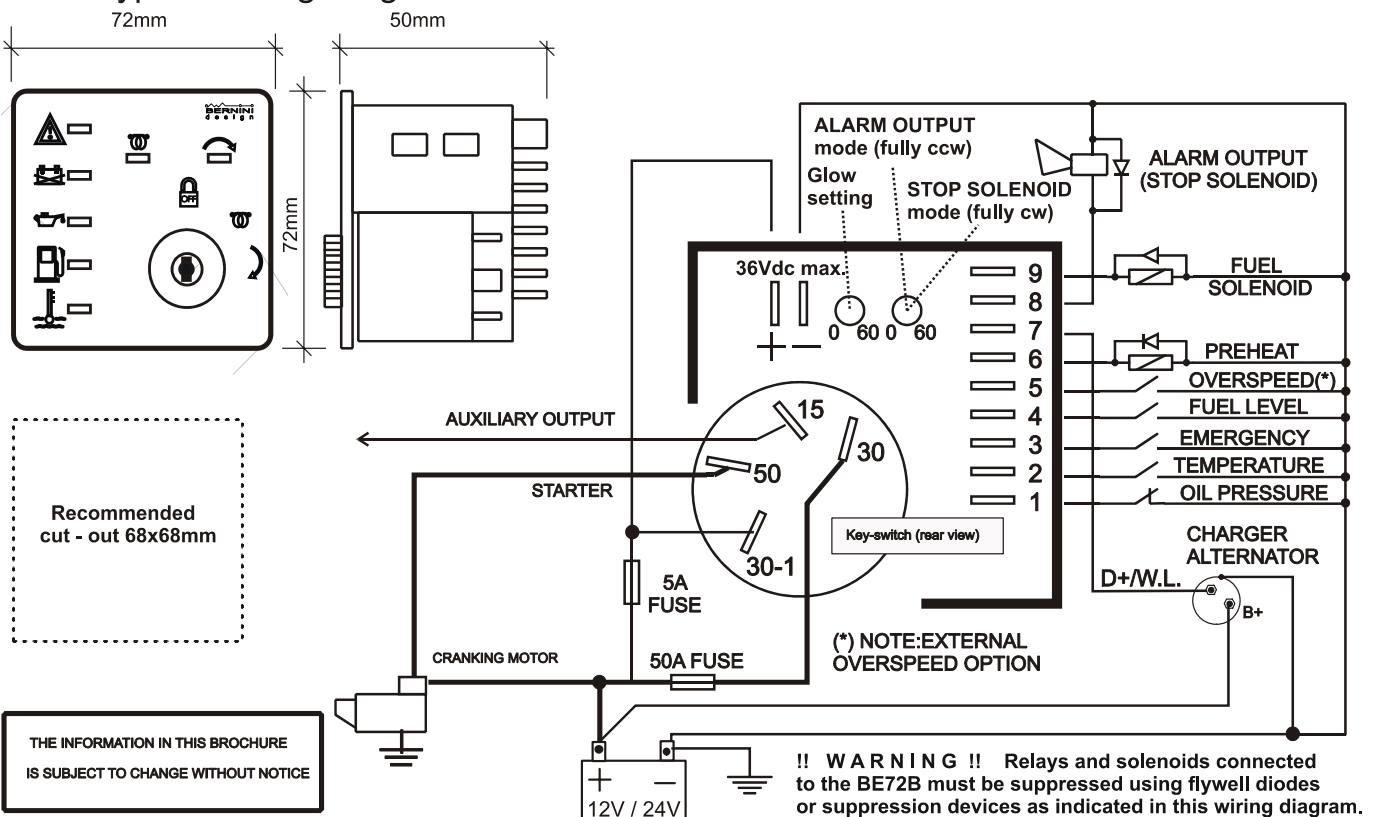 72mm
50mm
BERNINI
design
OFF
72mm
ALARM OUTPUT
mode (fully ccw)
Glow
setting
STOP SOLENOID
mode (fully cw)
ALARM OUTPUT
(STOP SOLENOID)
36Vdc max.
0 60 0 60
+ −
9
8
7
6
5
4
3
2
1
FUEL
SOLENOID
PREHEAT
OVERSPEED(*)
FUEL LEVEL
EMERGENCY
TEMPERATURE
OIL PRESSURE
AUXILIARY OUTPUT
15
30
50
STARTER
30-1
Key-switch (rear view)
Recommended
cut - out 68x68mm
5A
FUSE
CHARGER
ALTERNATOR
D+/W.L.
B+
(*) NOTE:EXTERNAL
OVERSPEED OPTION
CRANKING MOTOR
50A FUSE
THE INFORMATION IN THIS BROCHURE
IS SUBJECT TO CHANGE WITHOUT NOTICE
+ −
12V / 24V
!! W A R N I N G !! Relays and solenoids connected
to the BE72B must be suppressed using flywell diodes
or suppression devices as indicated in this wiring diagram.